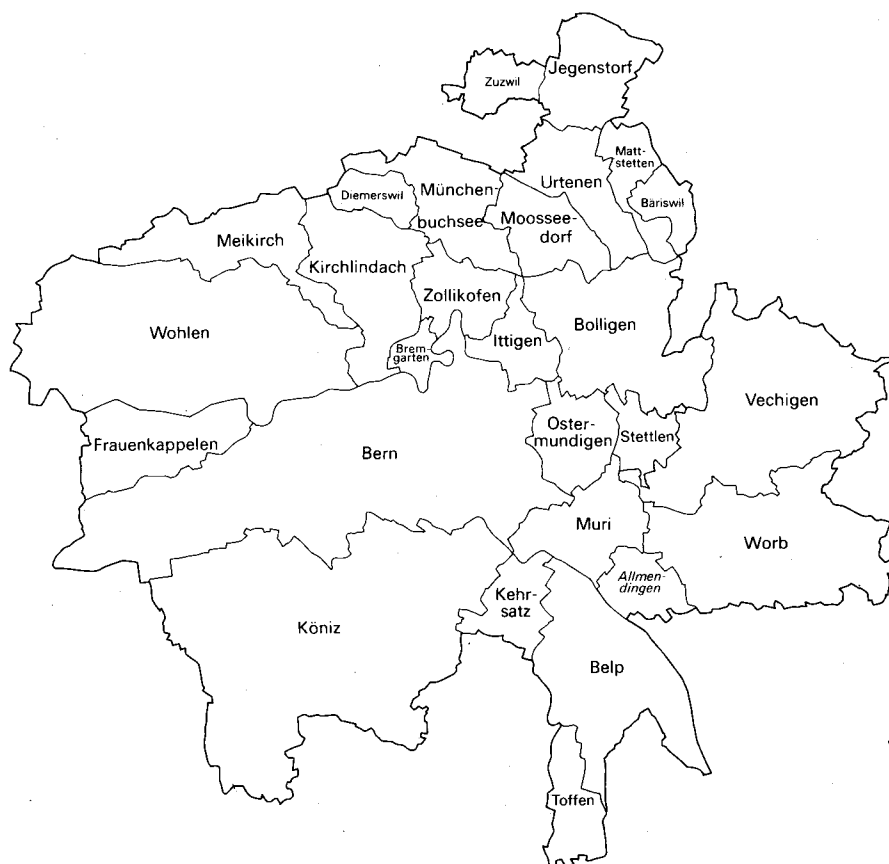 Jegenstorf
Zuzwil
Matt-
stetten
Urtenen
Bäriswil
Diemerswil
München-
buchsee
Moossee-
dorf
Meikirch
Kirchlindach
Zollikofen
Wohlen
Ittigen
Bolligen
Brem-
garten
Vechigen
Frauenkappelen
Bern
Oster-
mundigen
Stettlen
Muri
Worb
Allmen-
dingen
Kehr-
satz
Köniz
Belp
Toffen